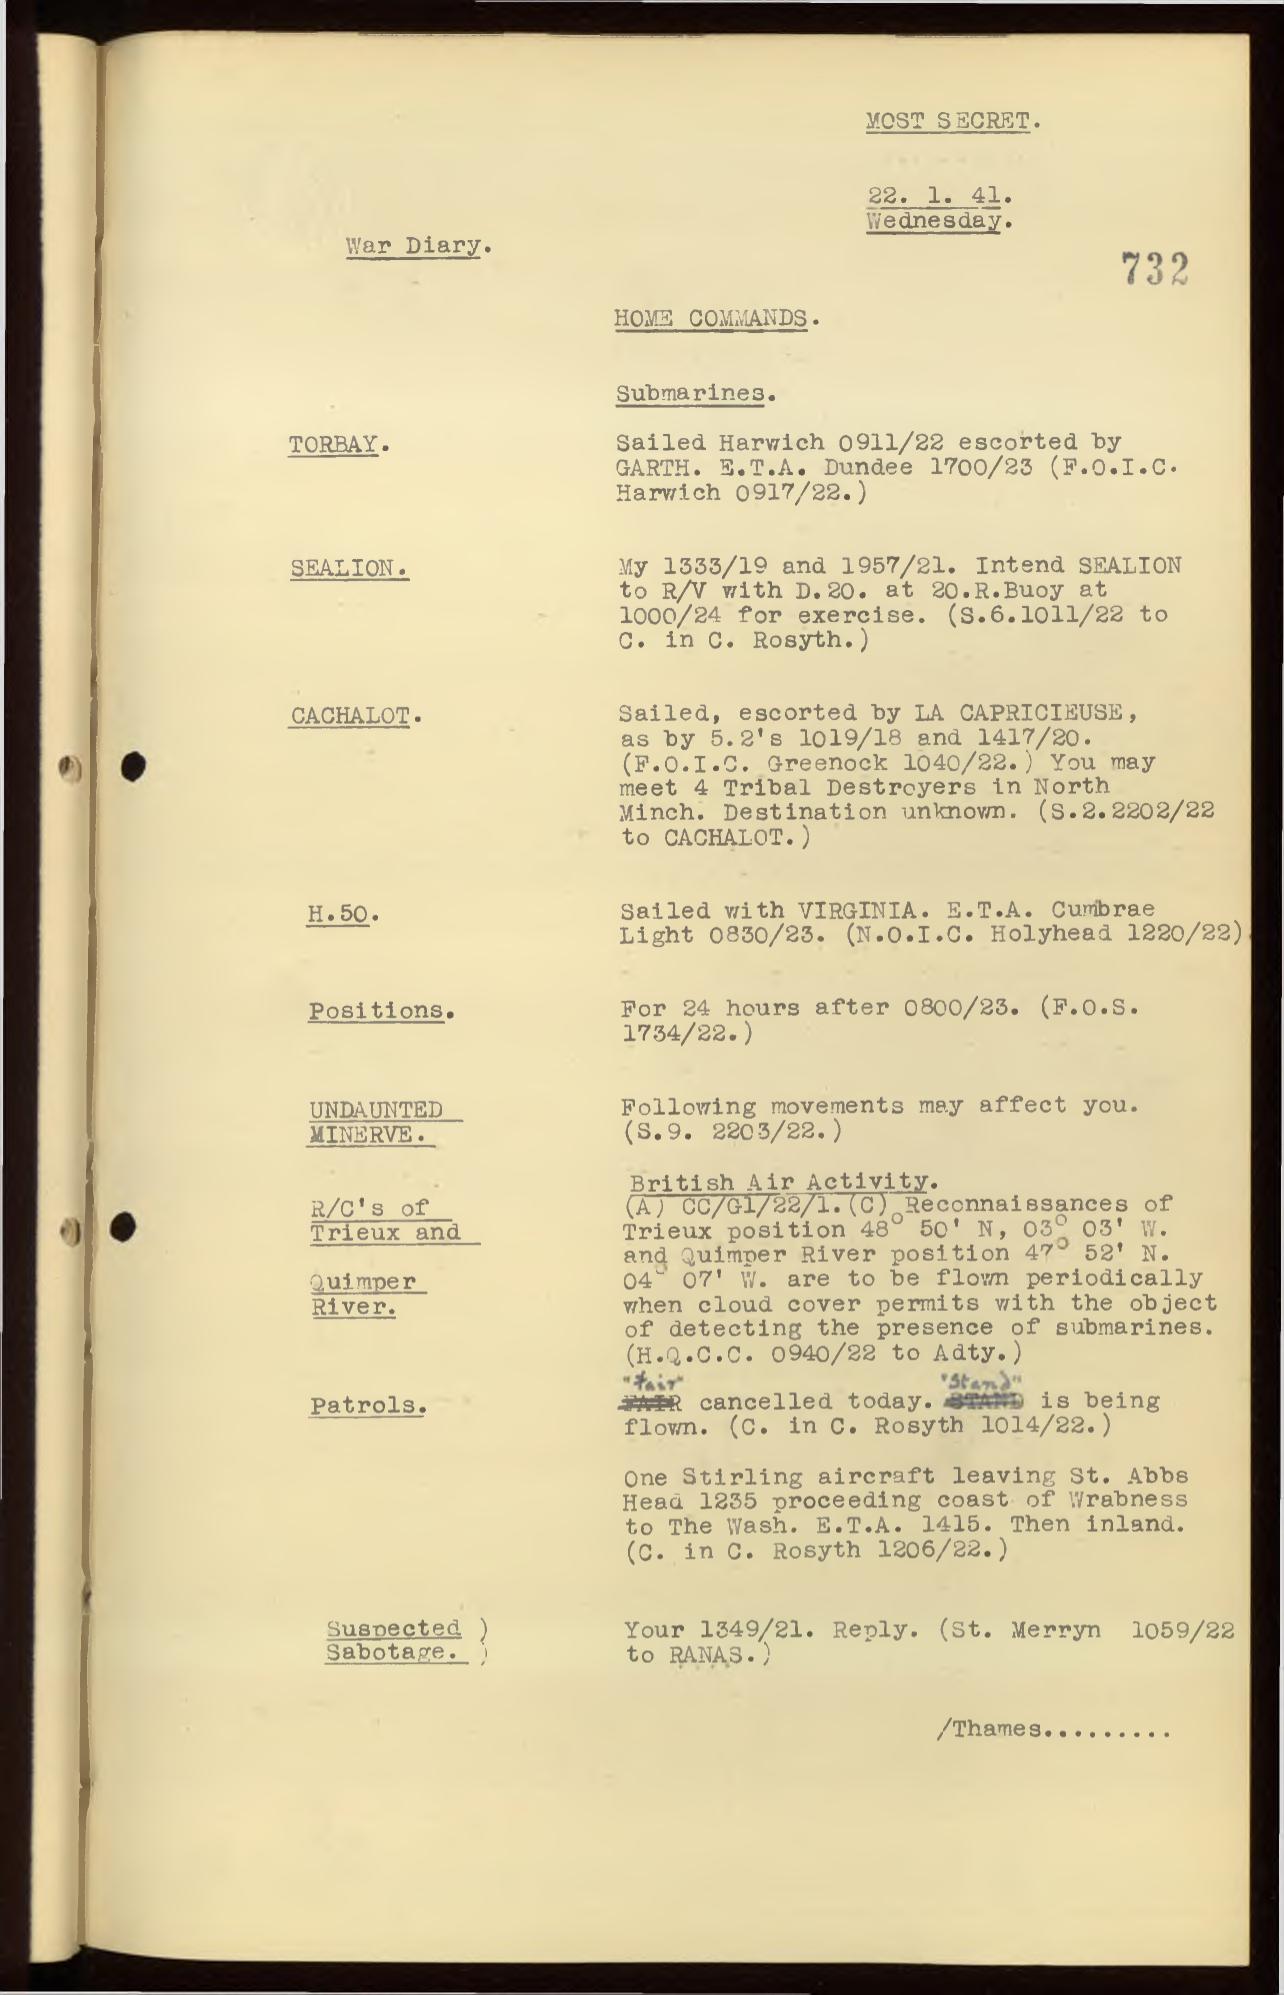 MOST SECRET.
22. 1. 41.
Wednesday.
War Diary.
732
HOME COMMANDS.
Submarines.
TORBAY.
Sailed Harwich 0911/22 escorted by
GARTH. E.T.A. Dundee 1700/23 (F.O.I.C.
Harwich 0917/22.)
SEALION.
My 1333/19 and 1957/21. Intend SEALION
to R/V with D.20. at 20.R.Buoy at
1000/24 for exercise. (S.6.1011/22 to
C. in C. Rosyth.)
CACHALOT.
Sailed, escorted by LA CAPRICIEUSE,
as by 5.2's 1019/18 and 1417/20.
(F.O.I.C. Greenock 1040/22.) You may
meet 4 Tribal Destroyers in North
Minch. Destination unknown. (S.2.2202/22
to CACHALOT.)
H.50.
Sailed with VIRGINIA. E.T.A. Cumbrae
Light 0830/23. (N.O.I.C. Holyhead 1220/22)
Positions.
For 24 hours after 0800/23. (F.O.S.
1734/22.)
UNDAUNTED
MINERVE.
Following movements may affect you.
(S.9. 2203/22.)
British Air Activity.
R/C's of
Trieux and
Quimper
River.
(A) CC/G1/22/1.(C) Reconnaissances of
Trieux position 48° 50' N, 03° 03' W.
and Quimper River position 47° 52' N.
04° 07' W. are to be flown periodically
when cloud cover permits with the object
of detecting the presence of submarines.
(H.Q.C.C. 0940/22 to Adty.)
"Fair" "Stand"
Patrols.
FAIR cancelled today. STAND is being
flown. (C. in C. Rosyth 1014/22.)
One Stirling aircraft leaving St. Abbs
Head 1235 proceeding coast of Wrabness
to The Wash. E.T.A. 1415. Then inland.
(C. in C. Rosyth 1206/22.)
Suspected )
Sabotage. )
Your 1349/21. Reply. (St. Merryn 1059/22
to RANAS.)
/Thames.........